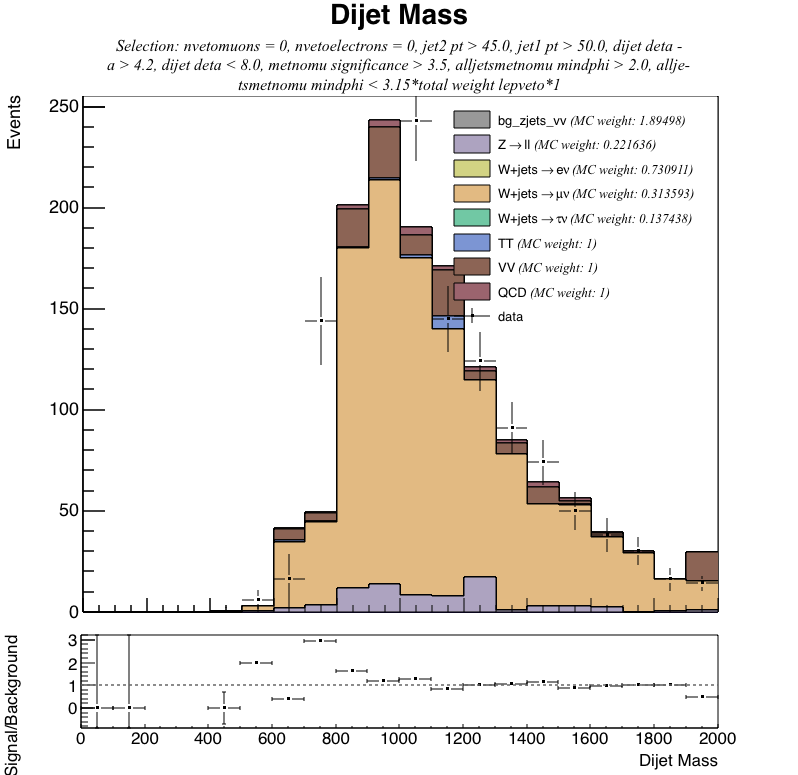 Dijet Mass
Selection: nvetomuons = 0, nvetoelectrons = 0, jet2 pt > 45.0, jet1 pt > 50.0, dijet deta -
a > 4.2, dijet deta < 8.0, metnomu significance > 3.5, alljetsmetnomu mindphi > 2.0, allje-
tsmetnomu mindphi < 3.15*total weight lepveto*1
Events
250
200
150
100
50
0
bg_zjets_vv (MC weight: 1.89498)
Z→ll (MC weight: 0.221636)
W+jets→eν (MC weight: 0.730911)
W+jets→μν (MC weight: 0.313593)
W+jets→τν (MC weight: 0.137438)
TT (MC weight: 1)
VV (MC weight: 1)
QCD (MC weight: 1)
data
Signal/Background
3
2
1
0
0 200 400 600 800 1000 1200 1400 1600 1800 2000
Dijet Mass